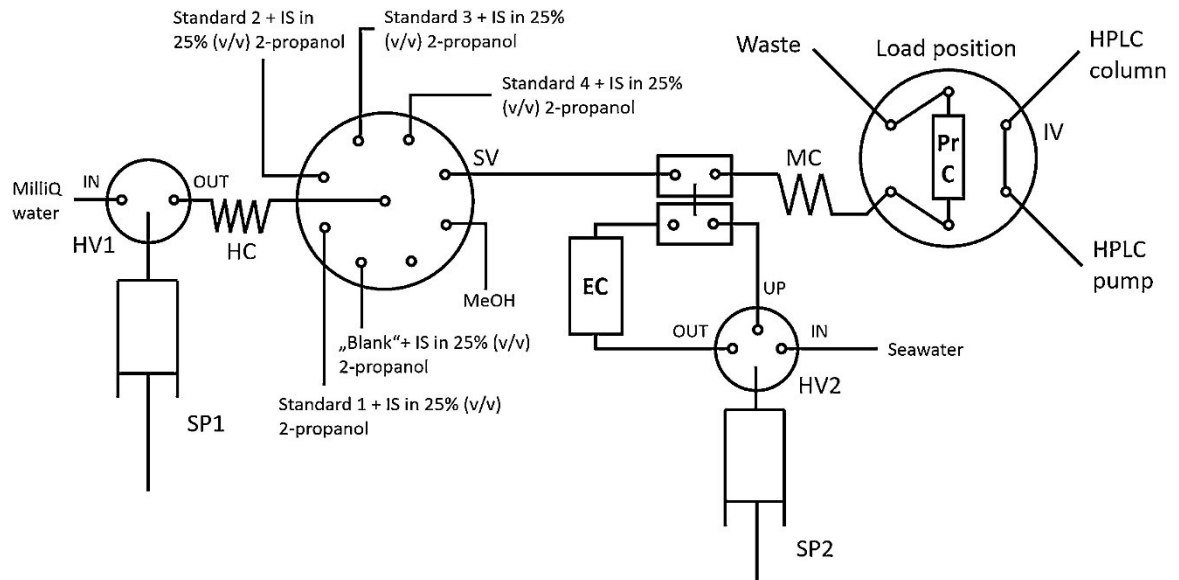 Standard 2 + IS in
25% (v/v) 2-propanol
Standard 3 + IS in 25%
(v/v) 2-propanol
Standard 4 + IS in 25%
(v/v) 2-propanol
Waste
Load position
HPLC
column
IV
PrC
MC
SV
MilliQ
water
IN
OUT
HV1
HC
SP1
MeOH
„Blank“+ IS in 25% (v/v)
2-propanol
Standard 1 + IS in 25% (v/v)
2-propanol
EC
UP
OUT
IN
Seawater
HV2
SP2
HPLC
pump